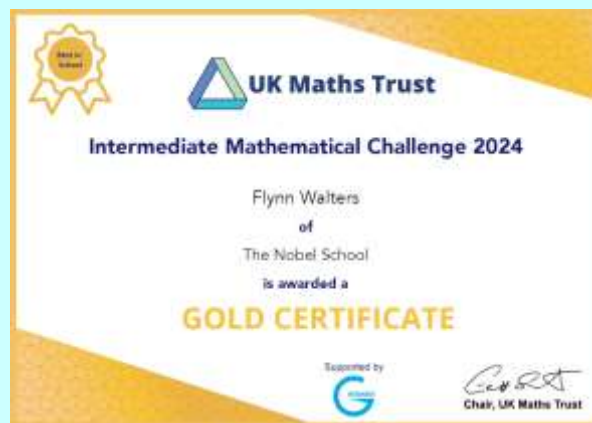 Best in
School
UK Maths Trust
Intermediate Mathematical Challenge 2024
Flynn Walters
of
The Nobel School
is awarded a
GOLD CERTIFICATE
Supported by
G
Chair, UK Maths Trust